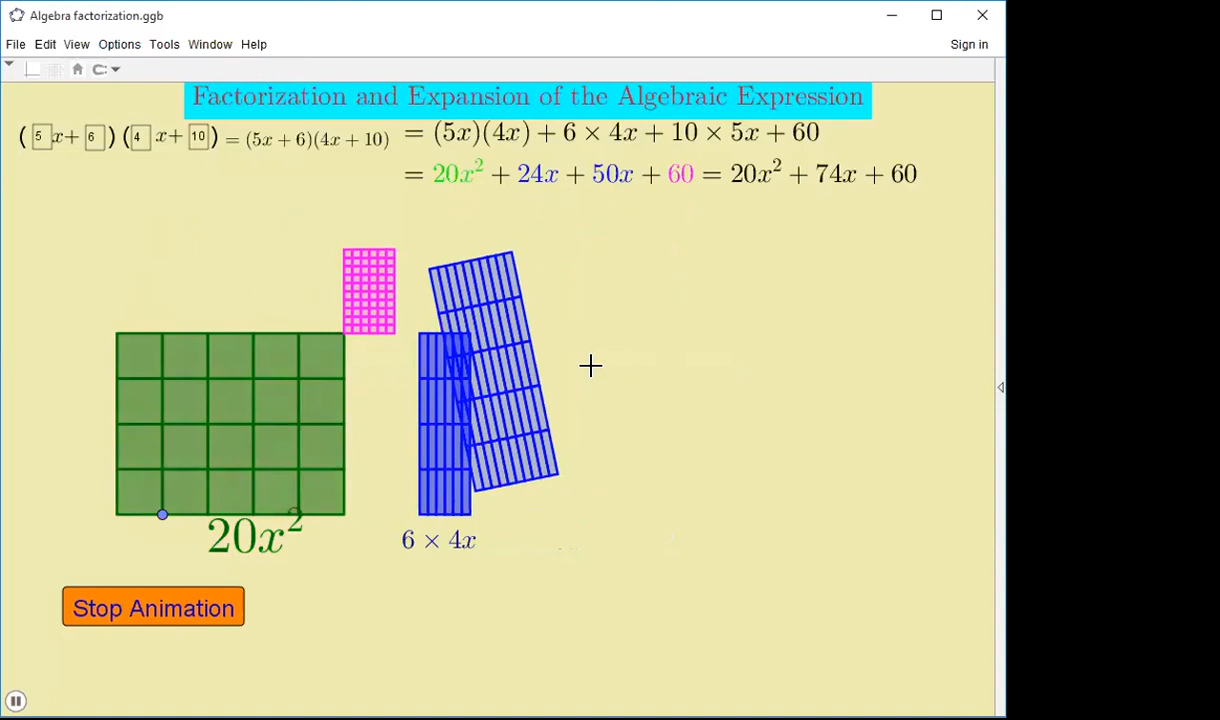 Algebra factorization.ggb
File Edit View Options Tools Window Help Sign in
Factorization and Expansion of the Algebraic Expression
( 5 x+ 6 ) ( 4 x+ 10 ) = (5x + 6)(4x + 10) = (5x)(4x) + 6 × 4x + 10 × 5x + 60
= 20x² + 24x + 50x + 60 = 20x² + 74x + 60
20x²
6 × 4x
Stop Animation